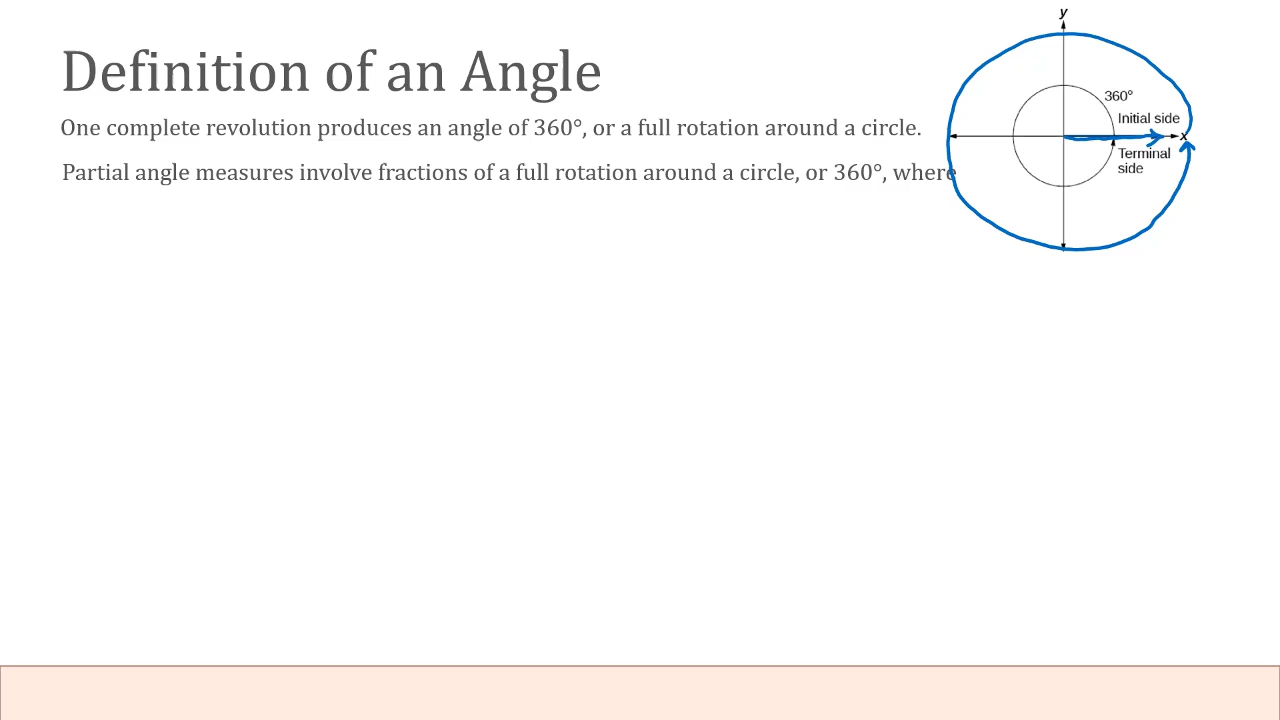 Definition of an Angle
One complete revolution produces an angle of 360°, or a full rotation around a circle.
Partial angle measures involve fractions of a full rotation around a circle, or 360°, where
y
360°
Initial side
x
Terminal
side